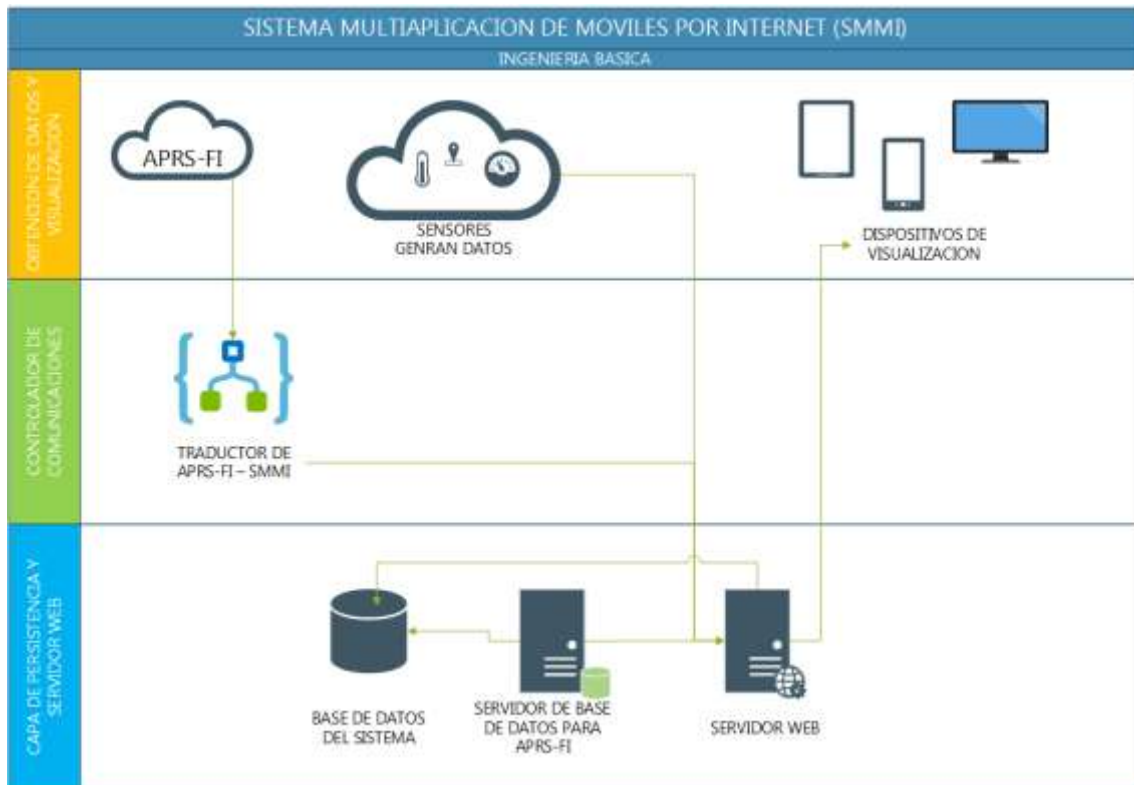 SISTEMA MULTIAPLICACION DE MOVILES POR INTERNET (SMMI)
INGENIERIA BASICA
OBTENCION DE DATOS Y
VISUALIZACION
APRS-FI
SENSORES
GENRAN DATOS
DISPOSITIVOS DE
VISUALIZACION
CONTROLADOR DE
COMUNICACIONES
TRADUCTOR DE
APRS-FI – SMMI
CAPA DE PERSISTENCIA Y
SERVIDOR WEB
BASE DE DATOS
DEL SISTEMA
SERVIDOR DE BASE
DE DATOS PARA
APRS-FI
SERVIDOR WEB